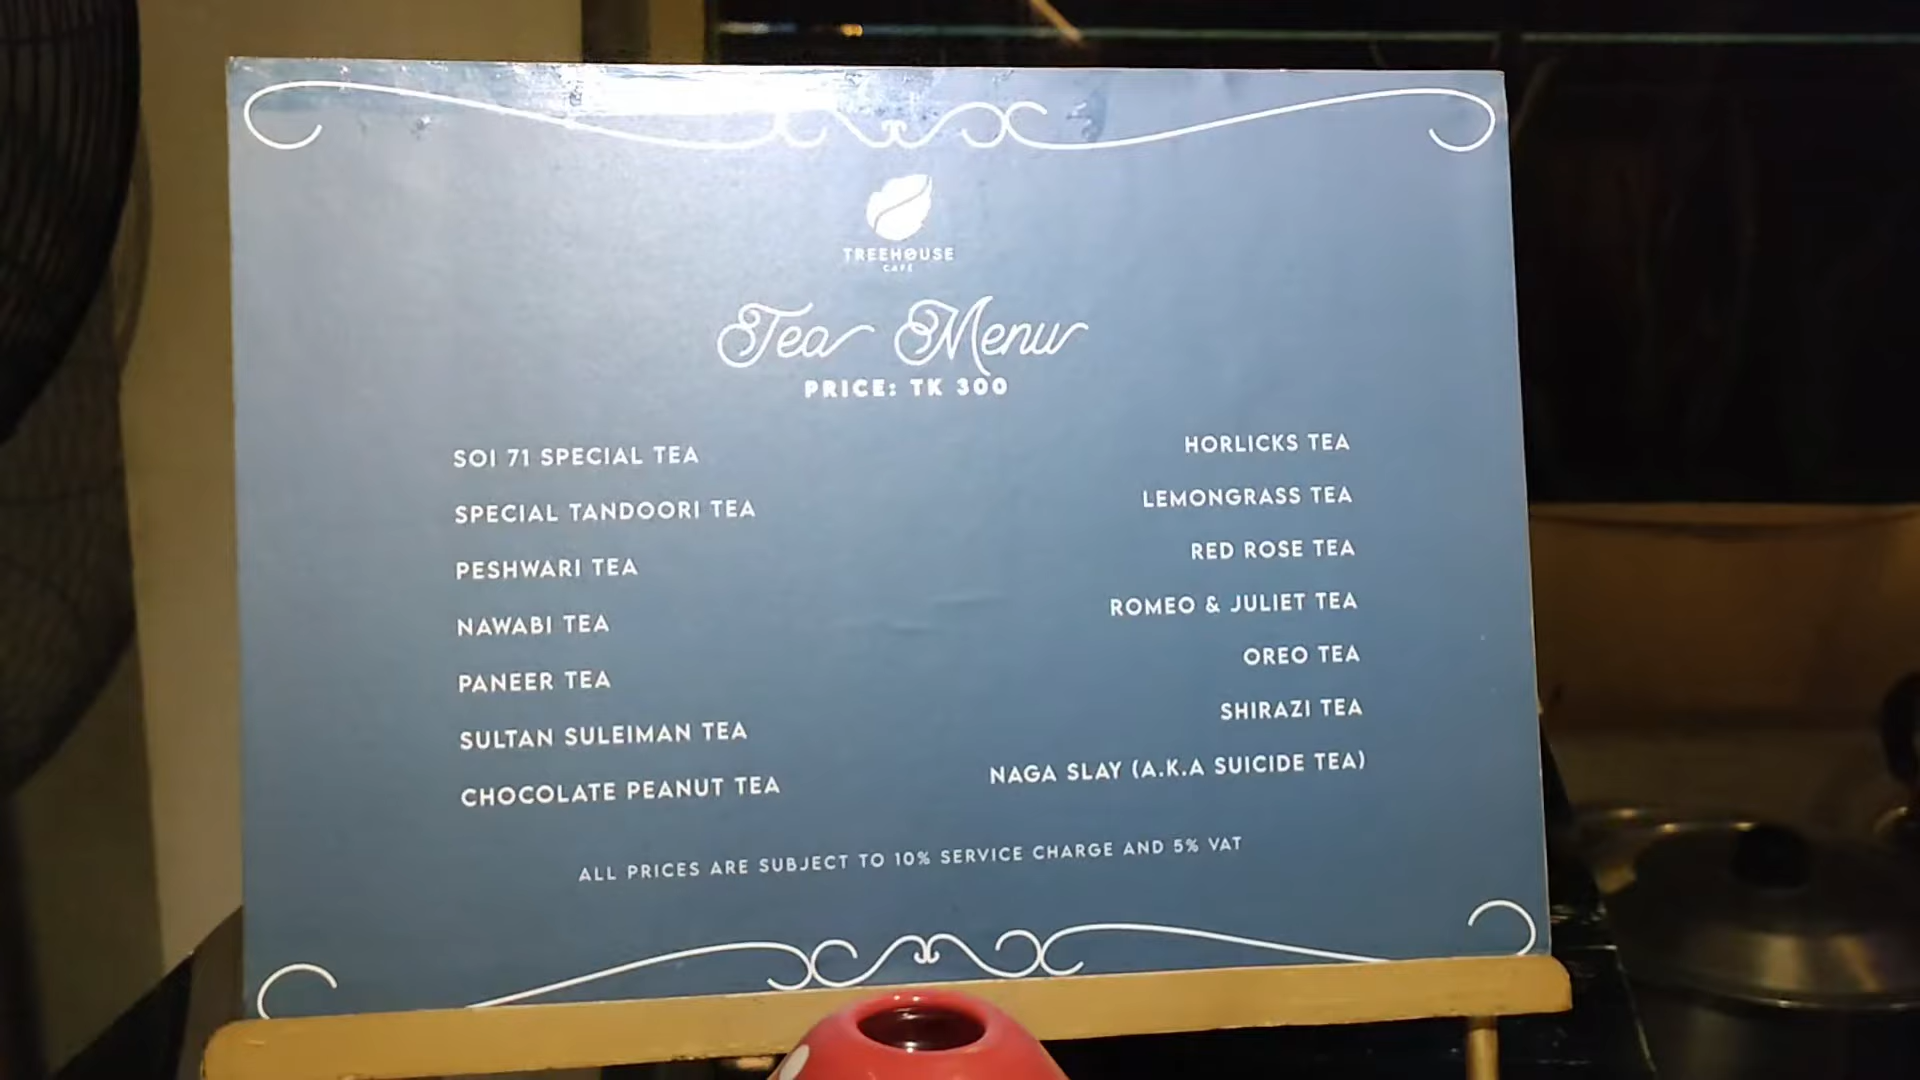 TREEHOUSE
CAFE
Tea Menu
PRICE: TK 300
SOI 71 SPECIAL TEA
SPECIAL TANDOORI TEA
PESHWARI TEA
NAWABI TEA
PANEER TEA
SULTAN SULEIMAN TEA
CHOCOLATE PEANUT TEA
HORLICKS TEA
LEMONGRASS TEA
RED ROSE TEA
ROMEO & JULIET TEA
OREO TEA
SHIRAZI TEA
NAGA SLAY (A.K.A SUICIDE TEA)
ALL PRICES ARE SUBJECT TO 10% SERVICE CHARGE AND 5% VAT